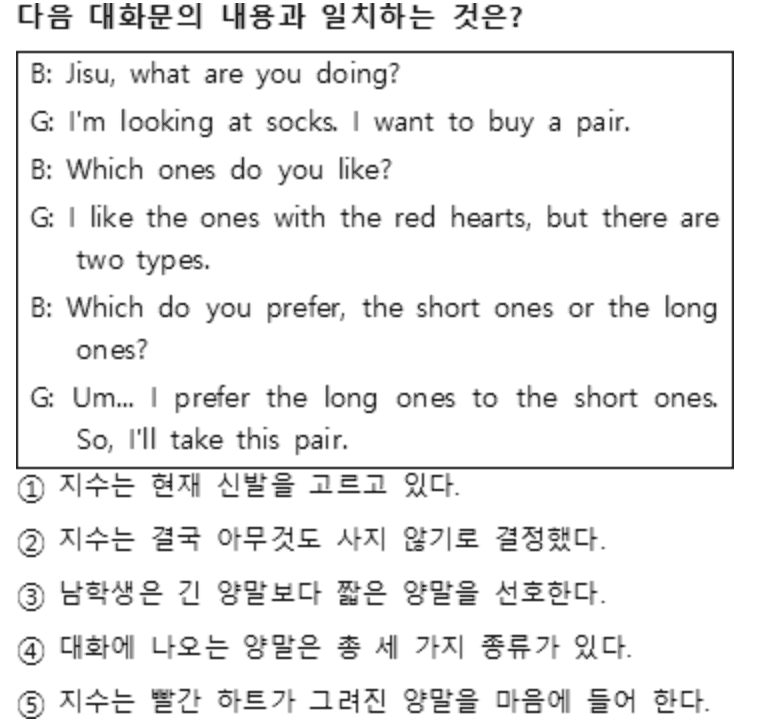 다음 대화문의 내용과 일치하는 것은?
B: Jisu, what are you doing?
G: I'm looking at socks. I want to buy a pair.
B: Which ones do you like?
G: I like the ones with the red hearts, but there are
two types.
B: Which do you prefer, the short ones or the long
ones?
G: Um... I prefer the long ones to the short ones.
So, I'll take this pair.
① 지수는 현재 신발을 고르고 있다.
② 지수는 결국 아무것도 사지 않기로 결정했다.
③ 남학생은 긴 양말보다 짧은 양말을 선호한다.
④ 대화에 나오는 양말은 총 세 가지 종류가 있다.
⑤ 지수는 빨간 하트가 그려진 양말을 마음에 들어 한다.